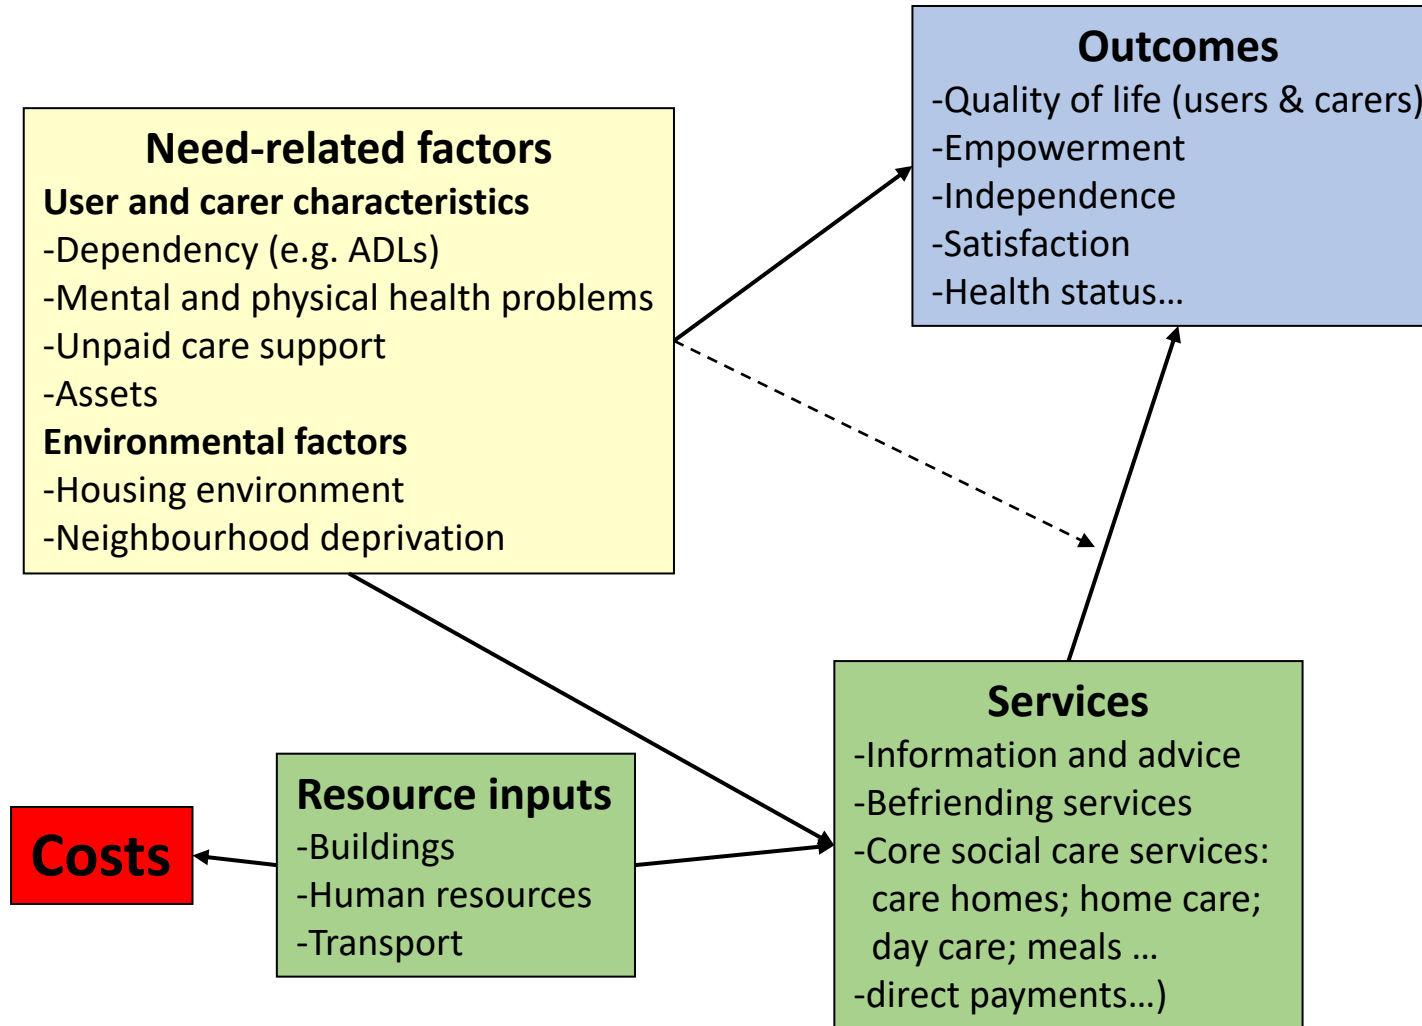 Need-related factors
User and carer characteristics
-Dependency (e.g. ADLs)
-Mental and physical health problems
-Unpaid care support
-Assets
Environmental factors
-Housing environment
-Neighbourhood deprivation
Outcomes
-Quality of life (users & carers)
-Empowerment
-Independence
-Satisfaction
-Health status…
Costs
Resource inputs
-Buildings
-Human resources
-Transport
Services
-Information and advice
-Befriending services
-Core social care services:
care homes; home care;
day care; meals …
-direct payments…)